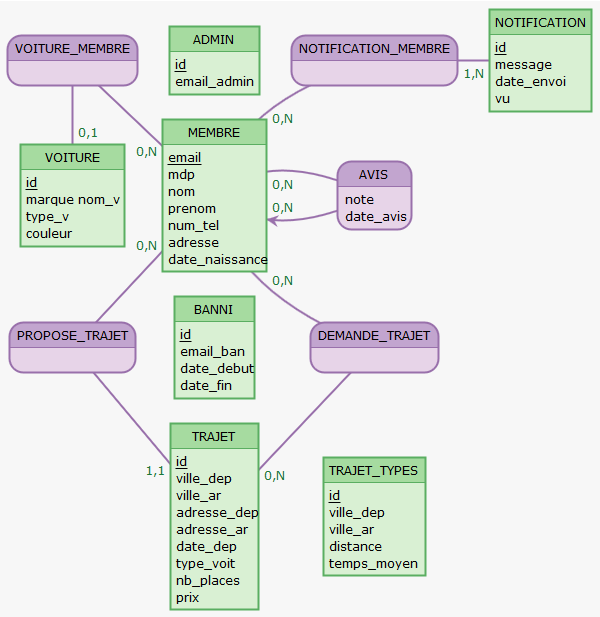 VOITURE_MEMBRE
ADMIN
id
email_admin
NOTIFICATION_MEMBRE
NOTIFICATION
id
message
date_envoi
vu
1,N
0,1
0,N
0,N
VOITURE
id
marque nom_v
type_v
couleur
MEMBRE
email
mdp
nom
prenom
num_tel
adresse
date_naissance
0,N
0,N
AVIS
note
date_avis
0,N
0,N
PROPOSE_TRAJET
BANNI
id
email_ban
date_debut
date_fin
DEMANDE_TRAJET
1,1
0,N
TRAJET
id
ville_dep
ville_ar
adresse_dep
adresse_ar
date_dep
type_voit
nb_places
prix
TRAJET_TYPES
id
ville_dep
ville_ar
distance
temps_moyen